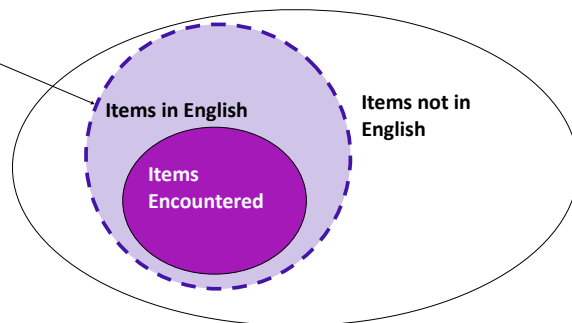 Items in English
Items not in
English
Items
Encountered